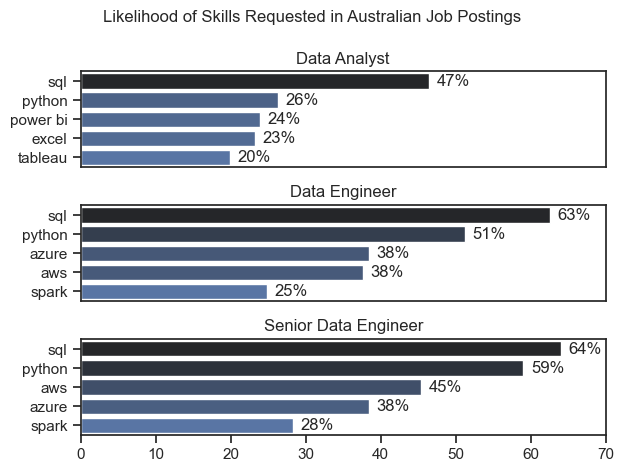 Likelihood of Skills Requested in Australian Job Postings
Data Analyst
sql 47%
python 26%
power bi 24%
excel 23%
tableau 20%
Data Engineer
sql 63%
python 51%
azure 38%
aws 38%
spark 25%
Senior Data Engineer
sql 64%
python 59%
aws 45%
azure 38%
spark 28%
0 10 20 30 40 50 60 70